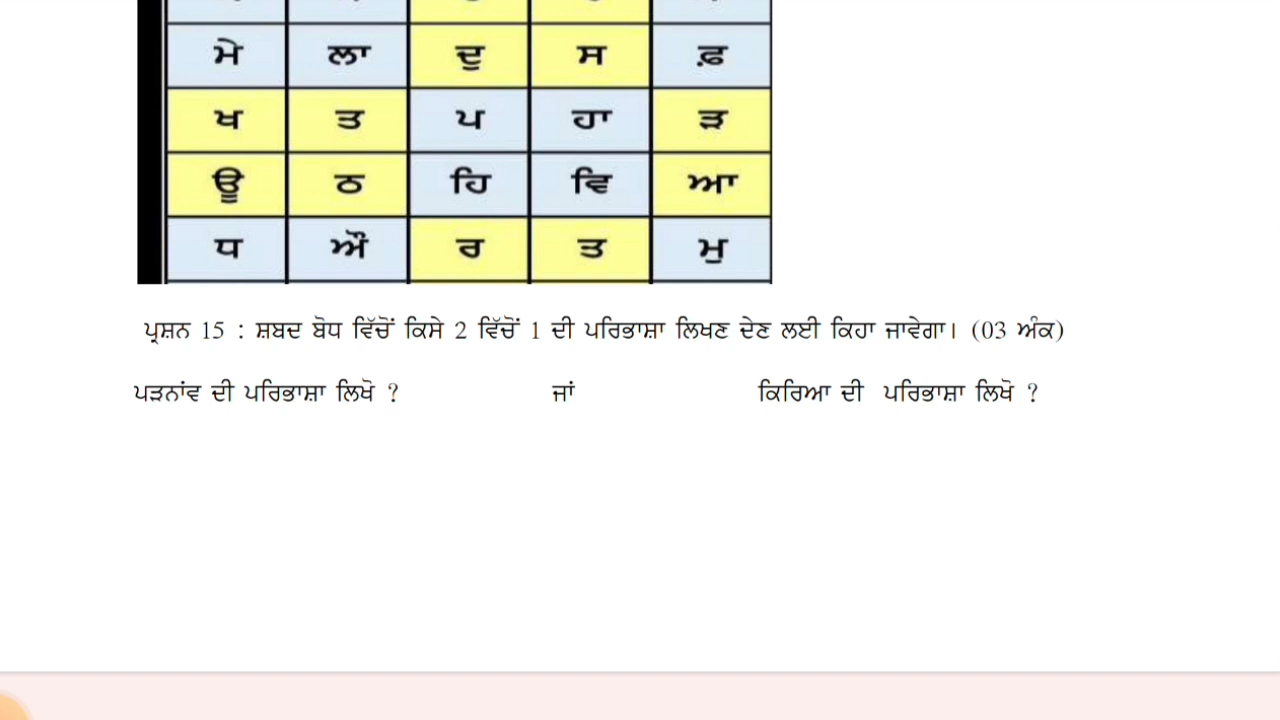 ਮੇ ਲਾ ਦੁ ਸ ਫ਼
ਖ ਤ ਪ ਹਾ ੜ
ਊ ਠ ਹਿ ਵਿ ਆ
ਧ ਔ ਰ ਤ ਮੁ
ਪ੍ਰਸ਼ਨ 15 : ਸ਼ਬਦ ਬੋਧ ਵਿੱਚੋਂ ਕਿਸੇ 2 ਵਿੱਚੋਂ 1 ਦੀ ਪਰਿਭਾਸ਼ਾ ਲਿਖਣ ਦੇਣ ਲਈ ਕਿਹਾ ਜਾਵੇਗਾ। (03 ਅੰਕ)
ਪੜਨਾਂਵ ਦੀ ਪਰਿਭਾਸ਼ਾ ਲਿਖੋ ? ਜਾਂ ਕਿਰਿਆ ਦੀ ਪਰਿਭਾਸ਼ਾ ਲਿਖੋ ?